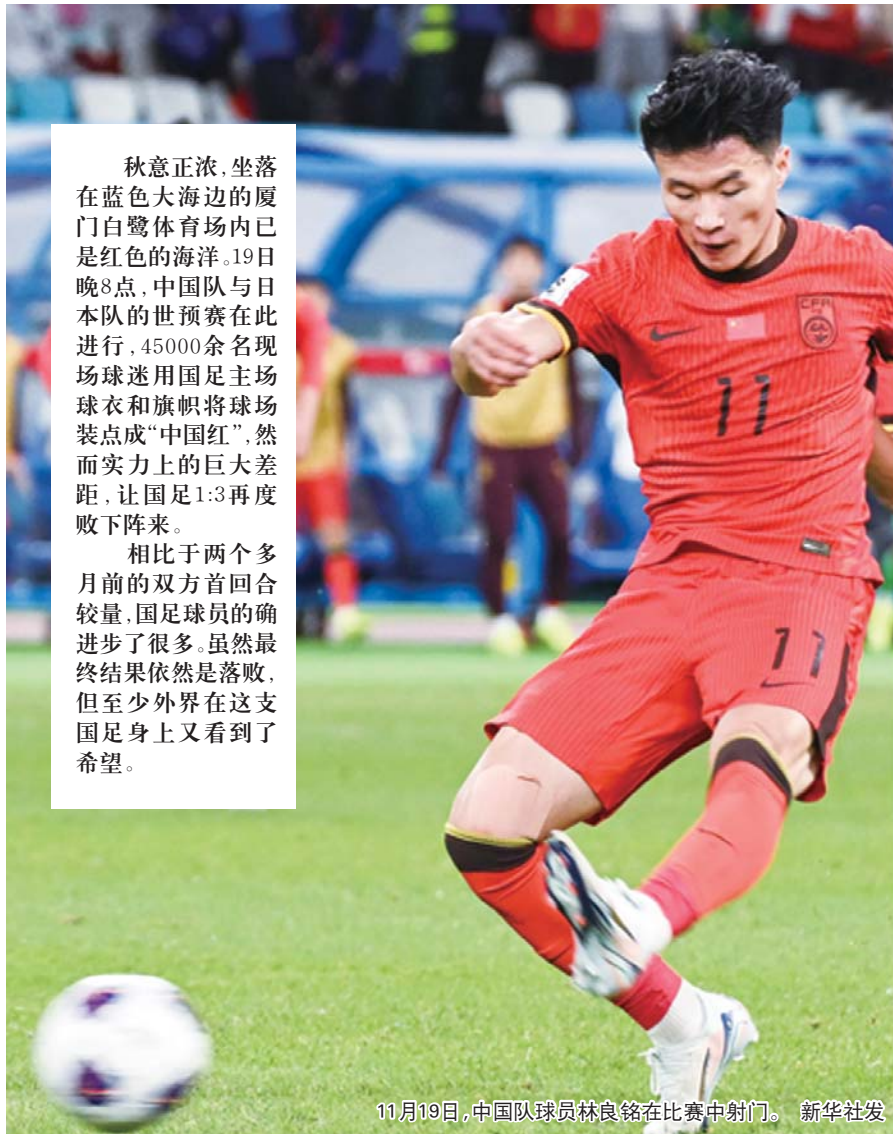 秋意正浓,坐落
在蓝色大海边的厦
门白鹭体育场内已
是红色的海洋。19日
晚8点,中国队与日
本队的世预赛在此
进行,45000余名现
场球迷用国足主场
球衣和旗帜将球场
装点成“中国红”,然
而实力上的巨大差
距,让国足1:3再度
败下阵来。
相比于两个多
月前的双方首回合
较量,国足球员的确
进步了很多。虽然最
终结果依然是落败,
但至少外界在这支
国足身上又看到了
希望。
CFA
11
11
11月19日,中国队球员林良铭在比赛中射门。 新华社发